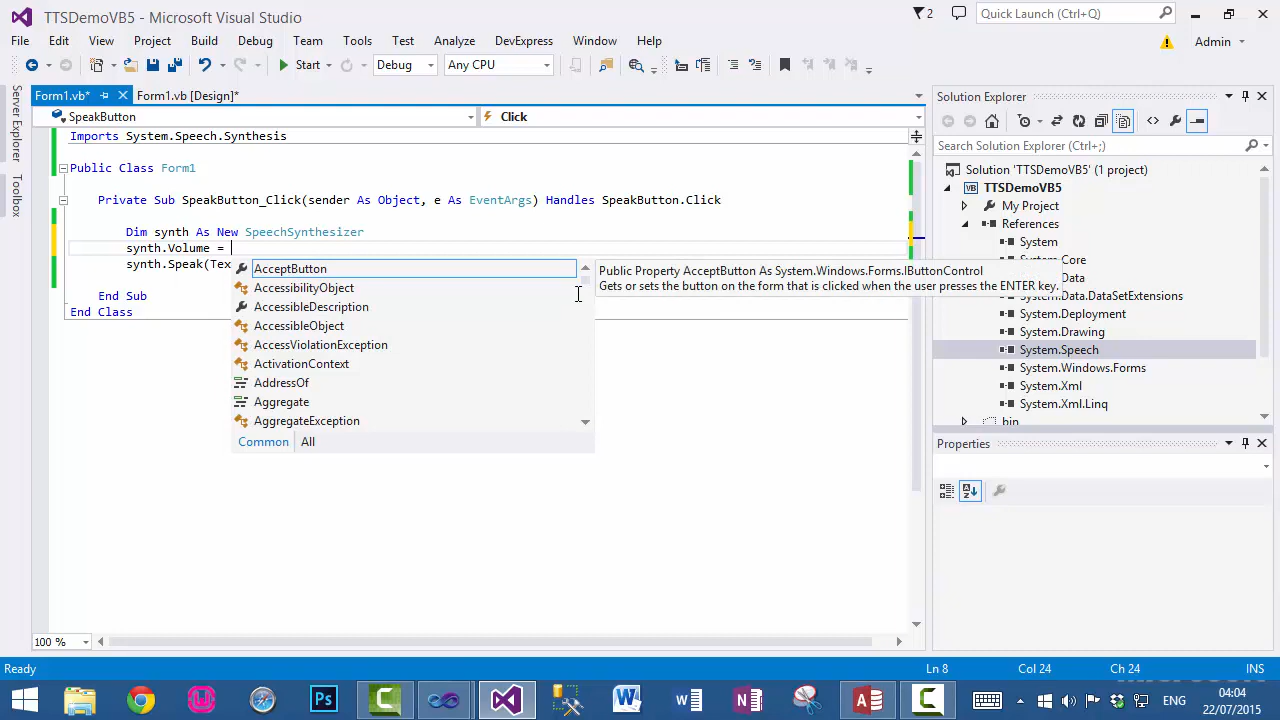 TTSDemoVB5 - Microsoft Visual Studio
2
Quick Launch (Ctrl+Q)
File Edit View Project Build Debug Team Tools Test Analyze DevExpress Window Help
Admin
Start Debug Any CPU
Server Explorer
Toolbox
Form1.vb* Form1.vb [Design]*
SpeakButton Click
Imports System.Speech.Synthesis
Public Class Form1
Private Sub SpeakButton_Click(sender As Object, e As EventArgs) Handles SpeakButton.Click
Dim synth As New SpeechSynthesizer
synth.Volume =
synth.Speak(Tex
End Sub
End Class
AcceptButton
AccessibilityObject
AccessibleDescription
AccessibleObject
AccessViolationException
ActivationContext
AddressOf
Aggregate
AggregateException
Common All
Public Property AcceptButton As System.Windows.Forms.IButtonControl
Gets or sets the button on the form that is clicked when the user presses the ENTER key.
Solution Explorer
Search Solution Explorer (Ctrl+;)
Solution 'TTSDemoVB5' (1 project)
VB TTSDemoVB5
My Project
References
System
Core
Data
System.Data.DataSetExtensions
System.Deployment
System.Drawing
System.Speech
System.Windows.Forms
System.Xml
System.Xml.Linq
bin
Properties
100 %
Ready Ln 8 Col 24 Ch 24 INS
Ps
ENG
04:04
22/07/2015